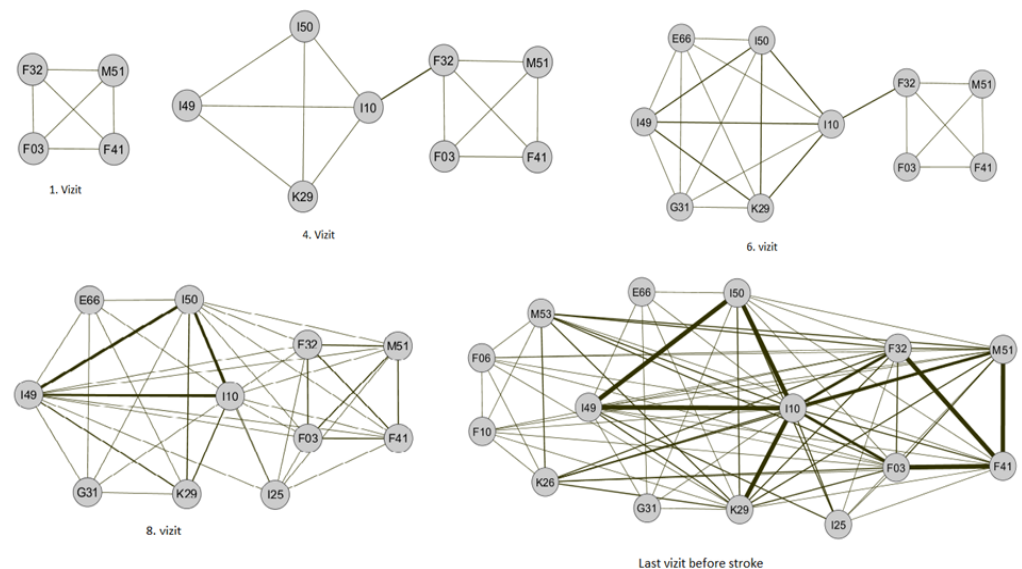 F32 M51
F03 F41
1. Vizit
I50
I49 I10
K29
F32 M51
F03 F41
4. Vizit
E66 I50
I49 I10
G31 K29
F32 M51
F03 F41
6. vizit
E66 I50
F32 M51
I49 I10
F03 F41
G31 K29 I25
8. vizit
E66 I50
M53
F06 F32 M51
I49 I10
F10
K26 F03 F41
G31 K29 I25
Last vizit before stroke